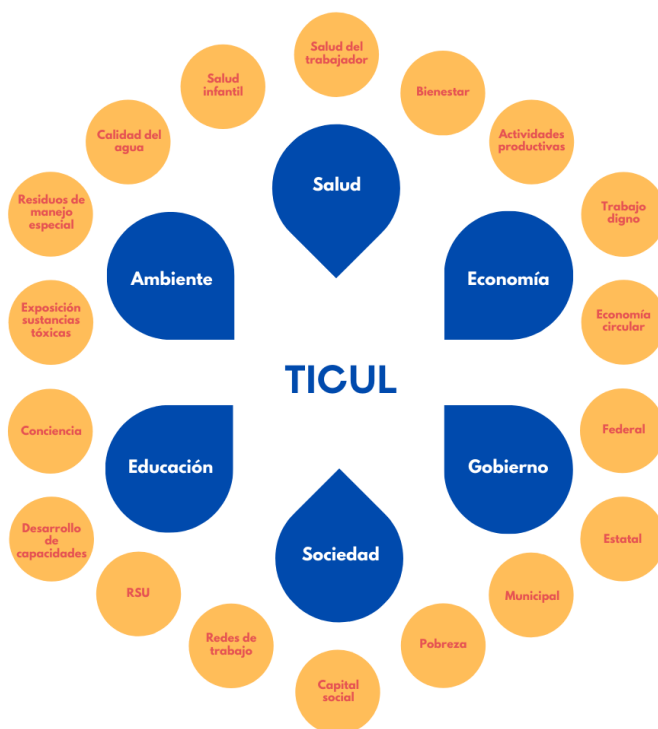 Salud del
trabajador
Salud
infantil
Bienestar
Calidad del
agua
Actividades
productivas
Salud
Residuos de
manejo
especial
Trabajo
digno
Ambiente
Economía
Exposición
sustancias
tóxicas
Economía
circular
TICUL
Conciencia
Federal
Educación
Gobierno
Desarrollo
de
capacidades
Estatal
Sociedad
RSU
Municipal
Redes de
trabajo
Pobreza
Capital
social